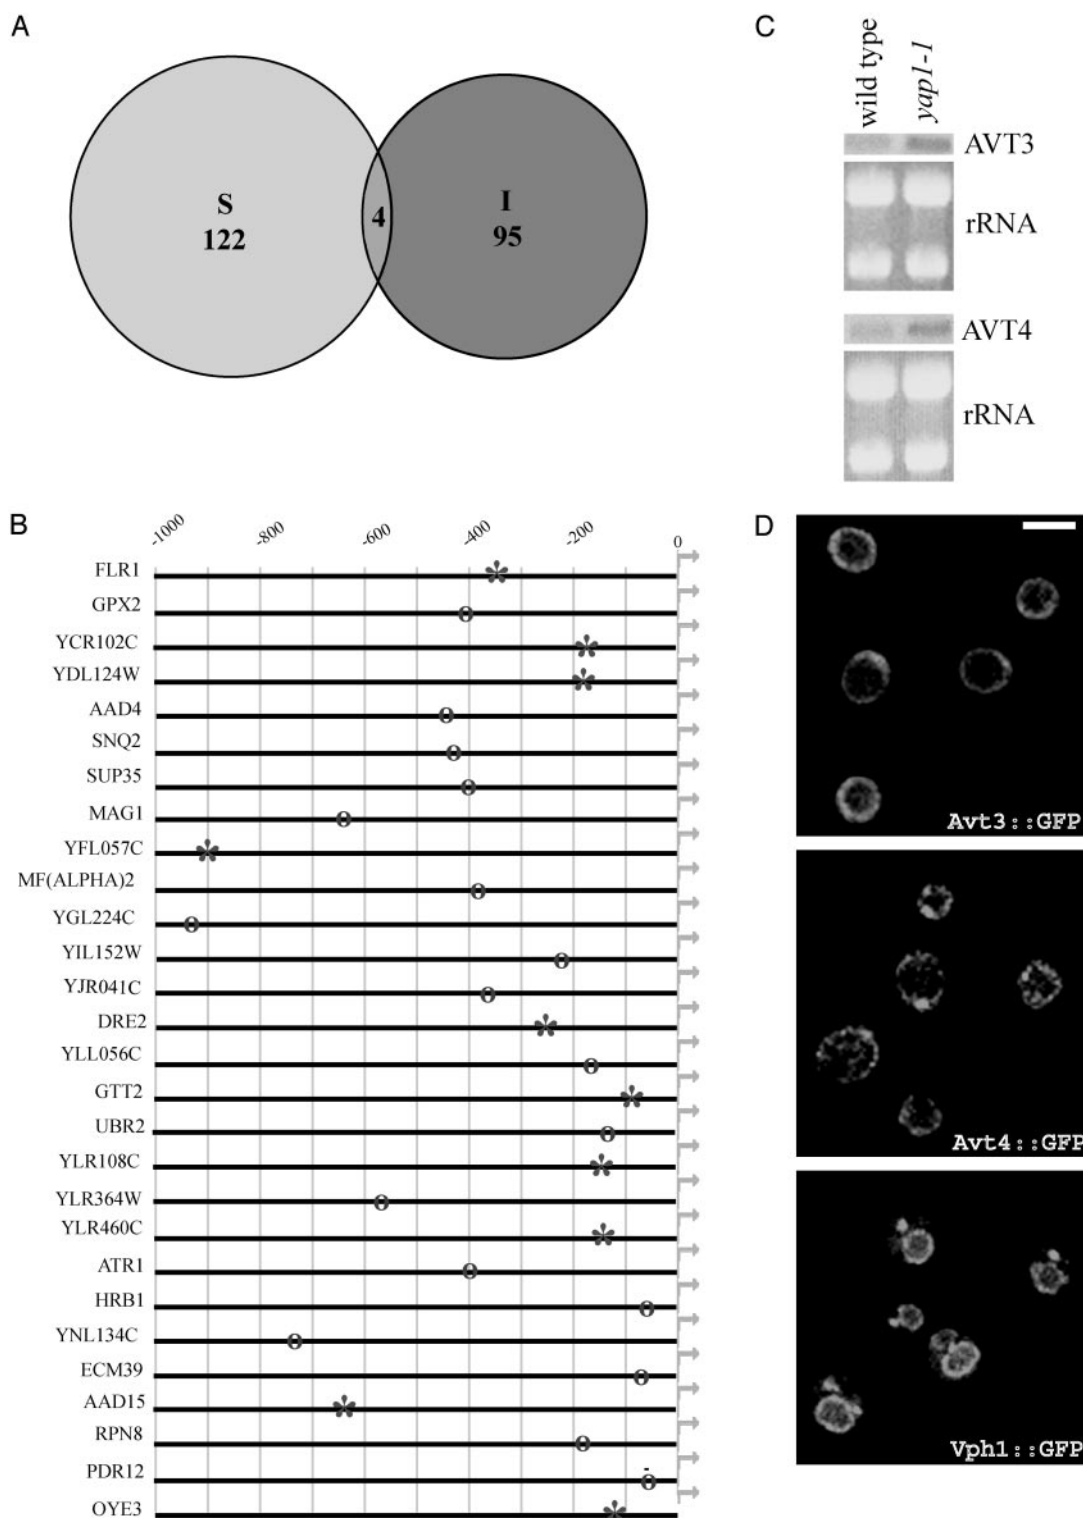 A
S
122
4
I
95
C
wild type
yap1-1
AVT3
rRNA
AVT4
rRNA
B
-1000
-800
-600
-400
-200
0
FLR1
GPX2
YCR102C
YDL124W
AAD4
SNQ2
SUP35
MAG1
YFL057C
MF(ALPHA)2
YGL224C
YIL152W
YJR041C
DRE2
YLL056C
GTT2
UBR2
YLR108C
YLR364W
YLR460C
ATR1
HRB1
YNL134C
ECM39
AAD15
RPN8
PDR12
OYE3
D
Avt3::GFP
Avt4::GFP
Vph1::GFP